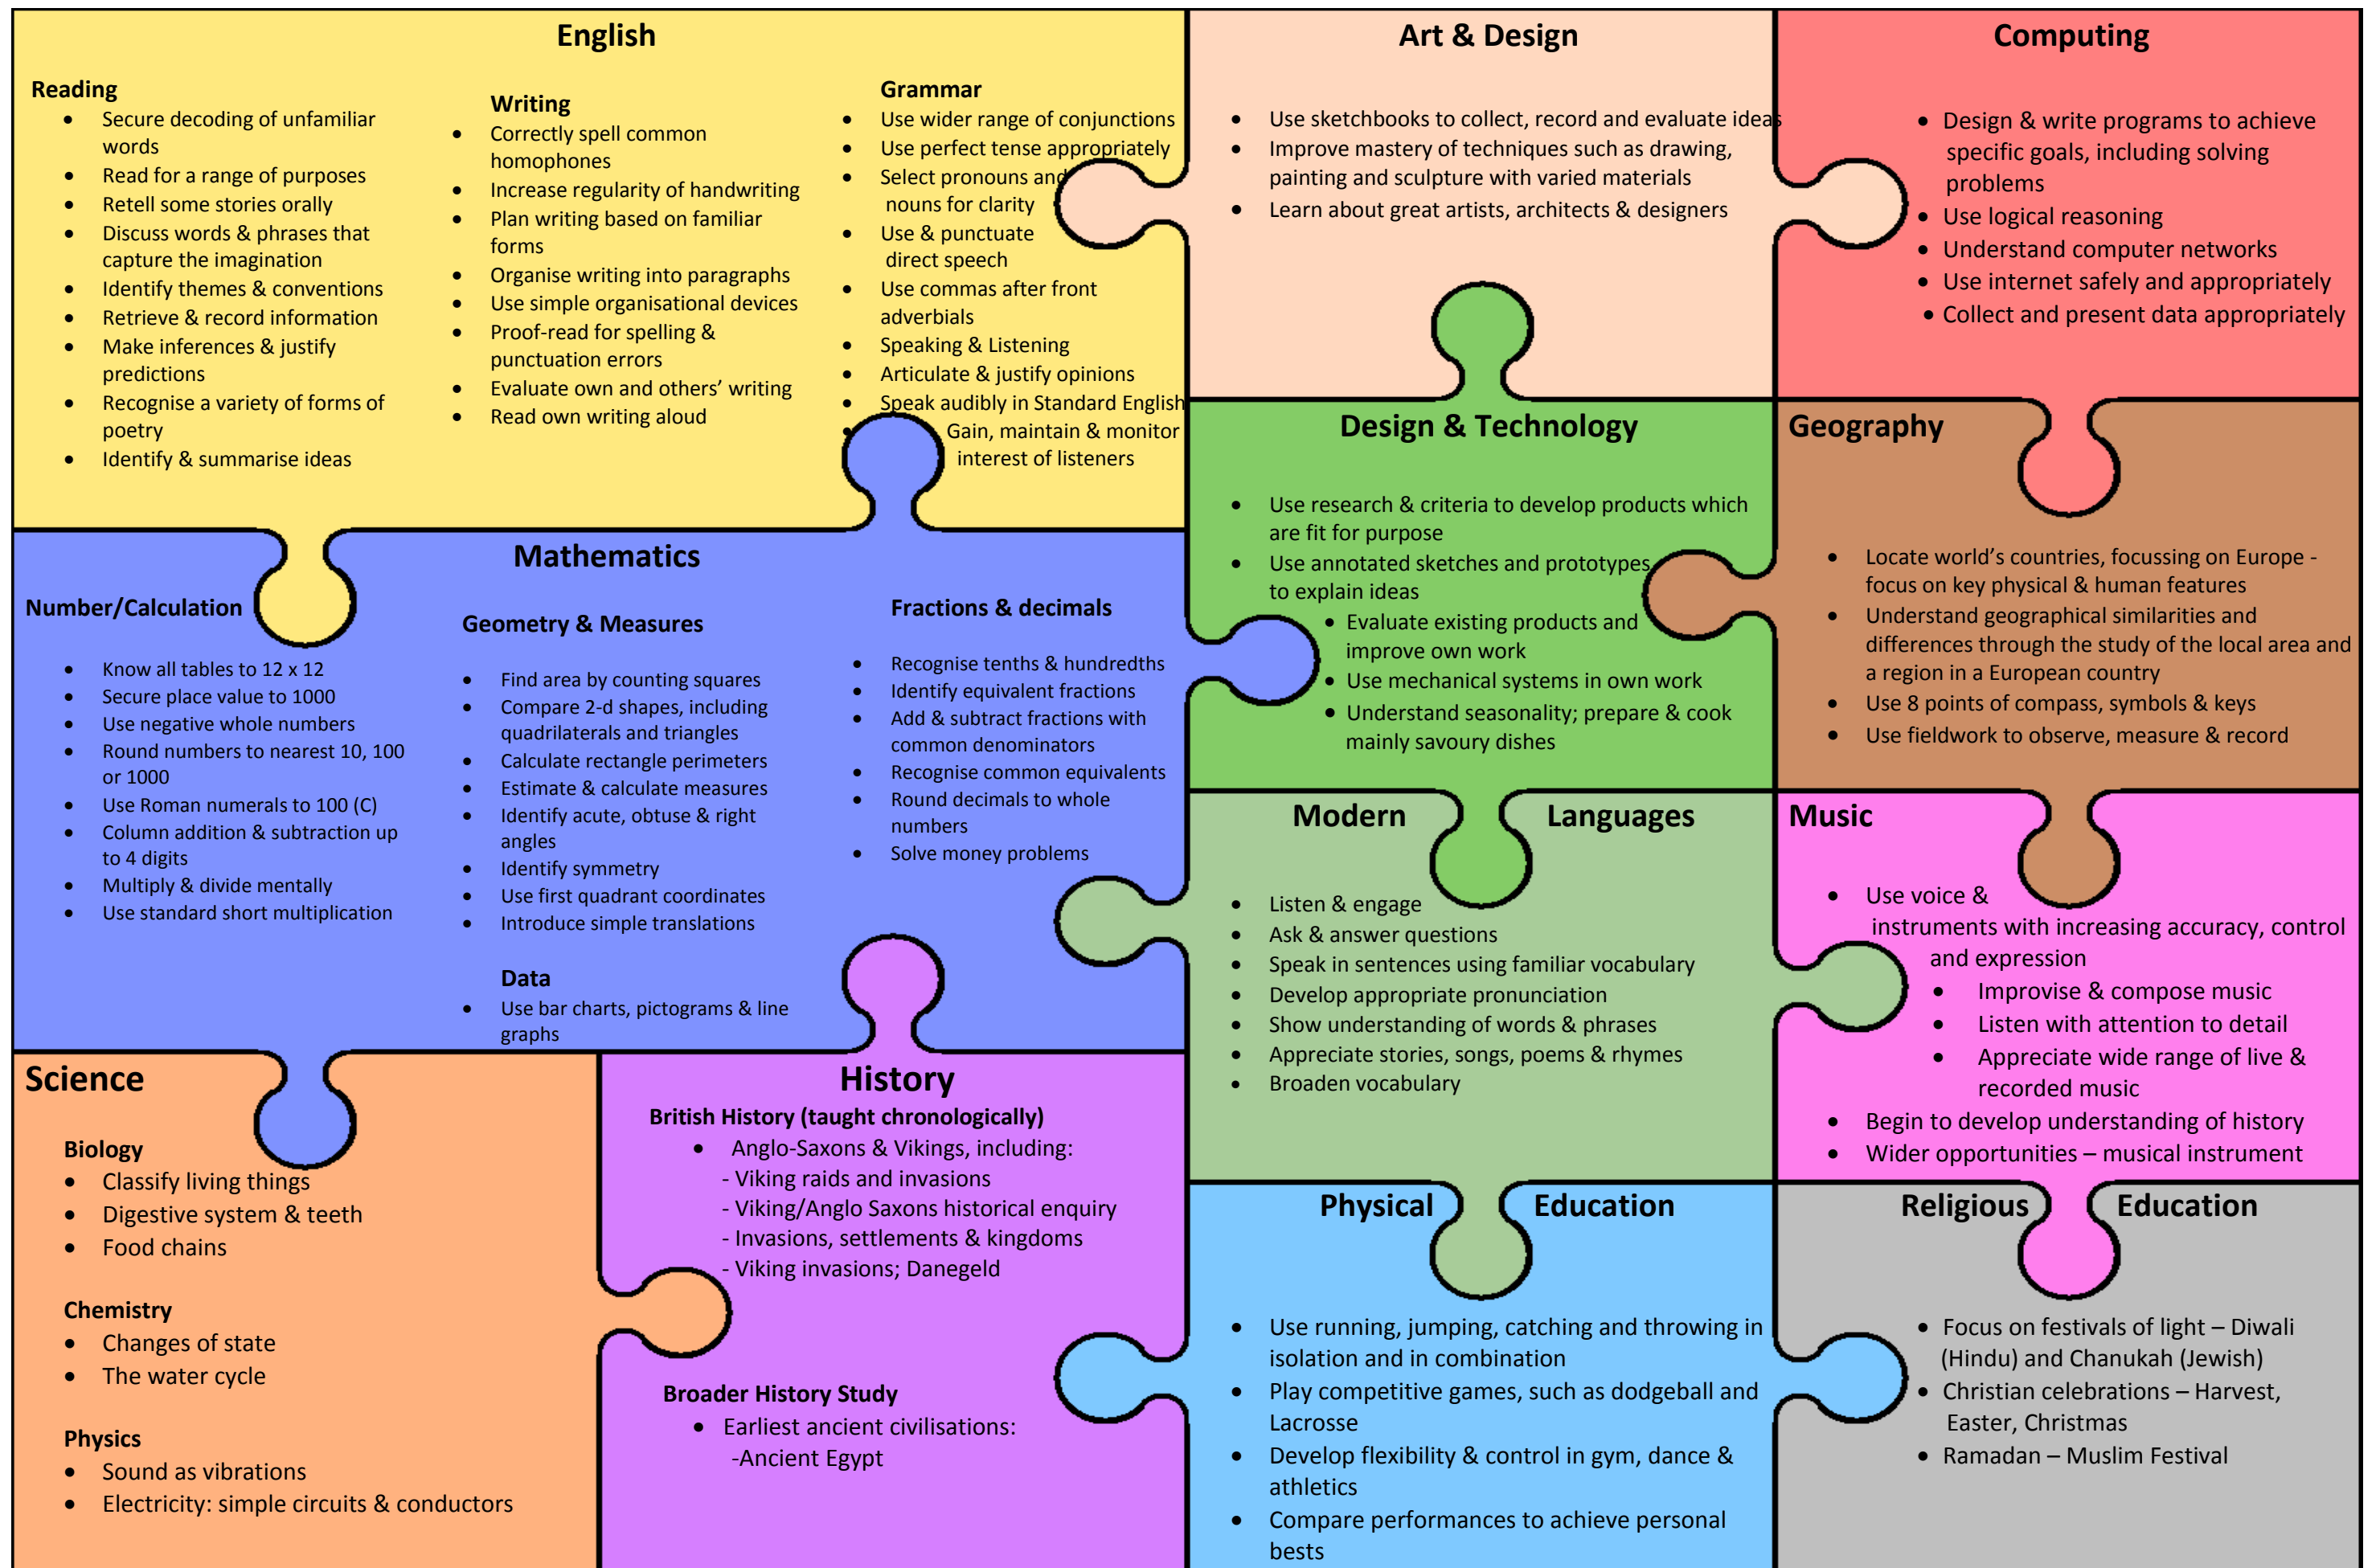 English
Reading
• Secure decoding of unfamiliar
words
• Read for a range of purposes
• Retell some stories orally
• Discuss words & phrases that
capture the imagination
• Identify themes & conventions
• Retrieve & record information
• Make inferences & justify
predictions
• Recognise a variety of forms of
poetry
• Identify & summarise ideas
Writing
• Correctly spell common
homophones
• Increase regularity of handwriting
• Plan writing based on familiar
forms
• Organise writing into paragraphs
• Use simple organisational devices
• Proof-read for spelling &
punctuation errors
• Evaluate own and others’ writing
• Read own writing aloud
Grammar
• Use wider range of conjunctions
• Use perfect tense appropriately
• Select pronouns and
nouns for clarity
• Use & punctuate
direct speech
• Use commas after front
adverbials
• Speaking & Listening
• Articulate & justify opinions
• Speak audibly in Standard English
• Gain, maintain & monitor
interest of listeners
Art & Design
• Use sketchbooks to collect, record and evaluate ideas
• Improve mastery of techniques such as drawing,
painting and sculpture with varied materials
• Learn about great artists, architects & designers
Computing
• Design & write programs to achieve
specific goals, including solving
problems
• Use logical reasoning
• Understand computer networks
• Use internet safely and appropriately
• Collect and present data appropriately
Mathematics
Number/Calculation
• Know all tables to 12 x 12
• Secure place value to 1000
• Use negative whole numbers
• Round numbers to nearest 10, 100
or 1000
• Use Roman numerals to 100 (C)
• Column addition & subtraction up
to 4 digits
• Multiply & divide mentally
• Use standard short multiplication
Geometry & Measures
• Find area by counting squares
• Compare 2-d shapes, including
quadrilaterals and triangles
• Calculate rectangle perimeters
• Estimate & calculate measures
• Identify acute, obtuse & right
angles
• Identify symmetry
• Use first quadrant coordinates
• Introduce simple translations
Data
• Use bar charts, pictograms & line
graphs
Fractions & decimals
• Recognise tenths & hundredths
• Identify equivalent fractions
• Add & subtract fractions with
common denominators
• Recognise common equivalents
• Round decimals to whole
numbers
• Solve money problems
Design & Technology
• Use research & criteria to develop products which
are fit for purpose
• Use annotated sketches and prototypes
to explain ideas
• Evaluate existing products and
improve own work
• Use mechanical systems in own work
• Understand seasonality; prepare & cook
mainly savoury dishes
Geography
• Locate world’s countries, focussing on Europe -
focus on key physical & human features
• Understand geographical similarities and
differences through the study of the local area and
a region in a European country
• Use 8 points of compass, symbols & keys
• Use fieldwork to observe, measure & record
Modern Languages
• Listen & engage
• Ask & answer questions
• Speak in sentences using familiar vocabulary
• Develop appropriate pronunciation
• Show understanding of words & phrases
• Appreciate stories, songs, poems & rhymes
• Broaden vocabulary
Music
• Use voice &
instruments with increasing accuracy, control
and expression
• Improvise & compose music
• Listen with attention to detail
• Appreciate wide range of live &
recorded music
• Begin to develop understanding of history
• Wider opportunities – musical instrument
Science
Biology
• Classify living things
• Digestive system & teeth
• Food chains
Chemistry
• Changes of state
• The water cycle
Physics
• Sound as vibrations
• Electricity: simple circuits & conductors
History
British History (taught chronologically)
• Anglo-Saxons & Vikings, including:
- Viking raids and invasions
- Viking/Anglo Saxons historical enquiry
- Invasions, settlements & kingdoms
- Viking invasions; Danegeld
Broader History Study
• Earliest ancient civilisations:
-Ancient Egypt
Physical Education
• Use running, jumping, catching and throwing in
isolation and in combination
• Play competitive games, such as dodgeball and
Lacrosse
• Develop flexibility & control in gym, dance &
athletics
• Compare performances to achieve personal
bests
Religious Education
• Focus on festivals of light – Diwali
(Hindu) and Chanukah (Jewish)
• Christian celebrations – Harvest,
Easter, Christmas
• Ramadan – Muslim Festival